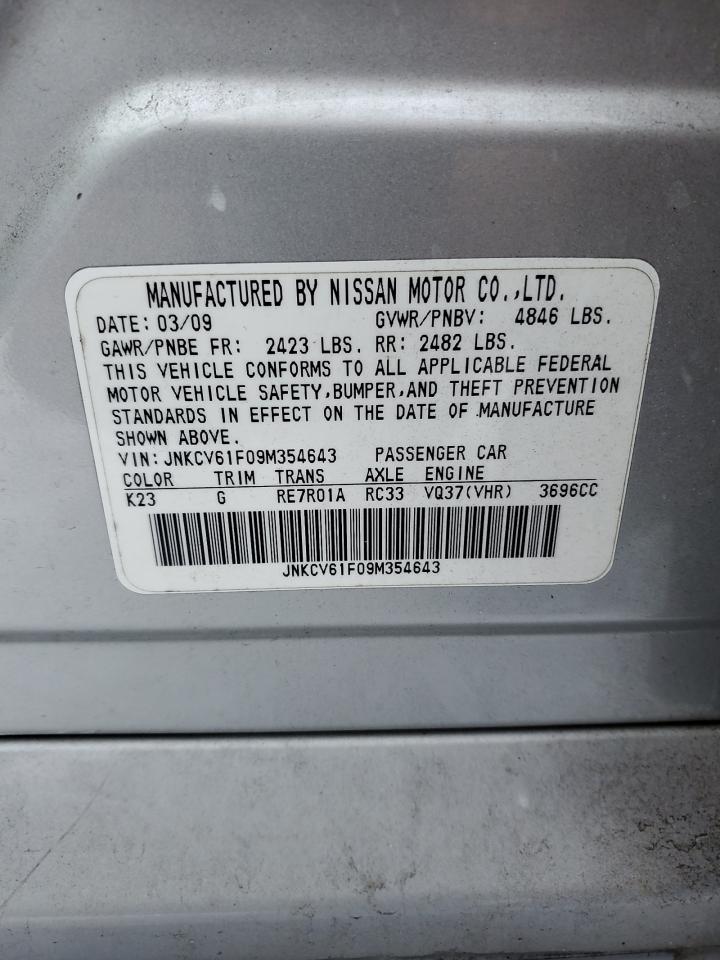 MANUFACTURED BY NISSAN MOTOR CO.,LTD.
DATE: 03/09 GVWR/PNBV: 4846 LBS.
GAWR/PNBE FR: 2423 LBS. RR: 2482 LBS.
THIS VEHICLE CONFORMS TO ALL APPLICABLE FEDERAL
MOTOR VEHICLE SAFETY,BUMPER,AND THEFT PREVENTION
STANDARDS IN EFFECT ON THE DATE OF MANUFACTURE
SHOWN ABOVE.
VIN: JNKCV61F09M354643 PASSENGER CAR
COLOR TRIM TRANS AXLE ENGINE
K23 G RE7R01A RC33 VQ37(VHR) 3696CC
JNKCV61F09M354643